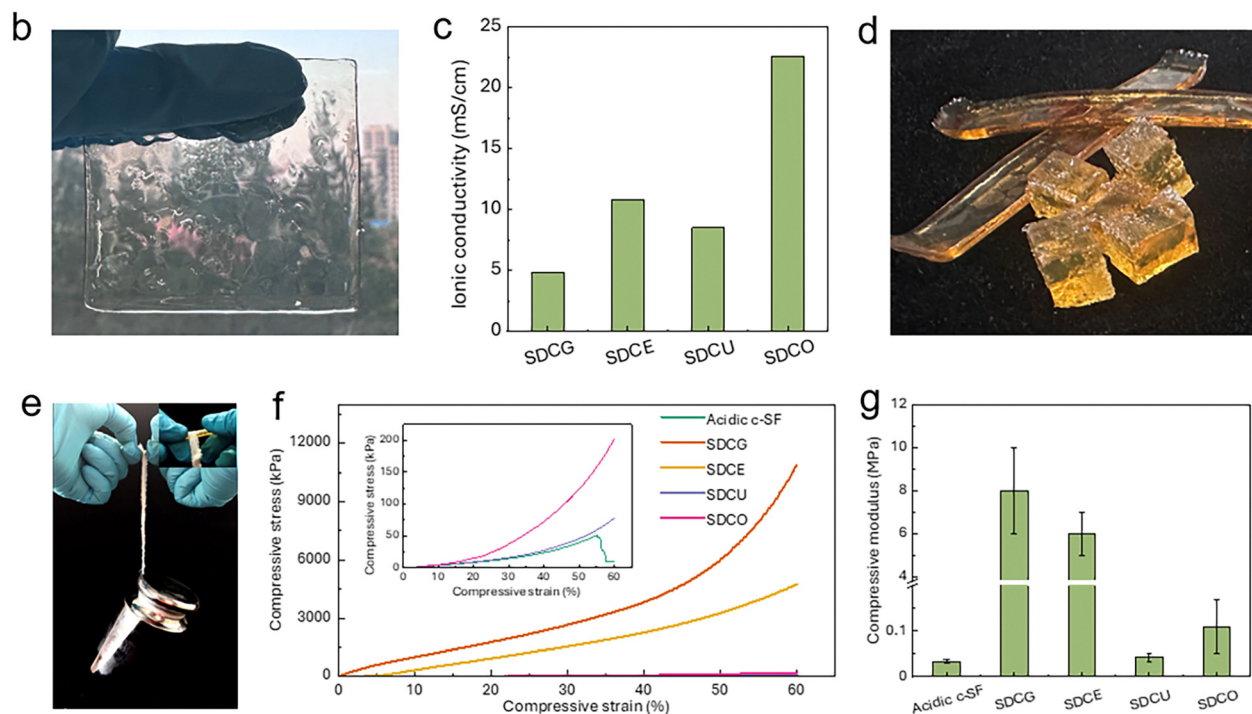 b
c
Ionic conductivity (mS/cm)
25
20
15
10
5
0
SDCG
SDCE
SDCU
SDCO
d
e
f
Compressive stress (kPa)
12000
9000
6000
3000
0
0
10
20
30
40
50
60
Compressive strain (%)
Acidic c-SF
SDCG
SDCE
SDCU
SDCO
Compressive stress (kPa)
200
150
100
50
0
0
10
20
30
40
50
60
Compressive strain (%)
g
Compressive modulus (MPa)
12
10
8
6
4
0.1
0
Acidic c-SF
SDCG
SDCE
SDCU
SDCO